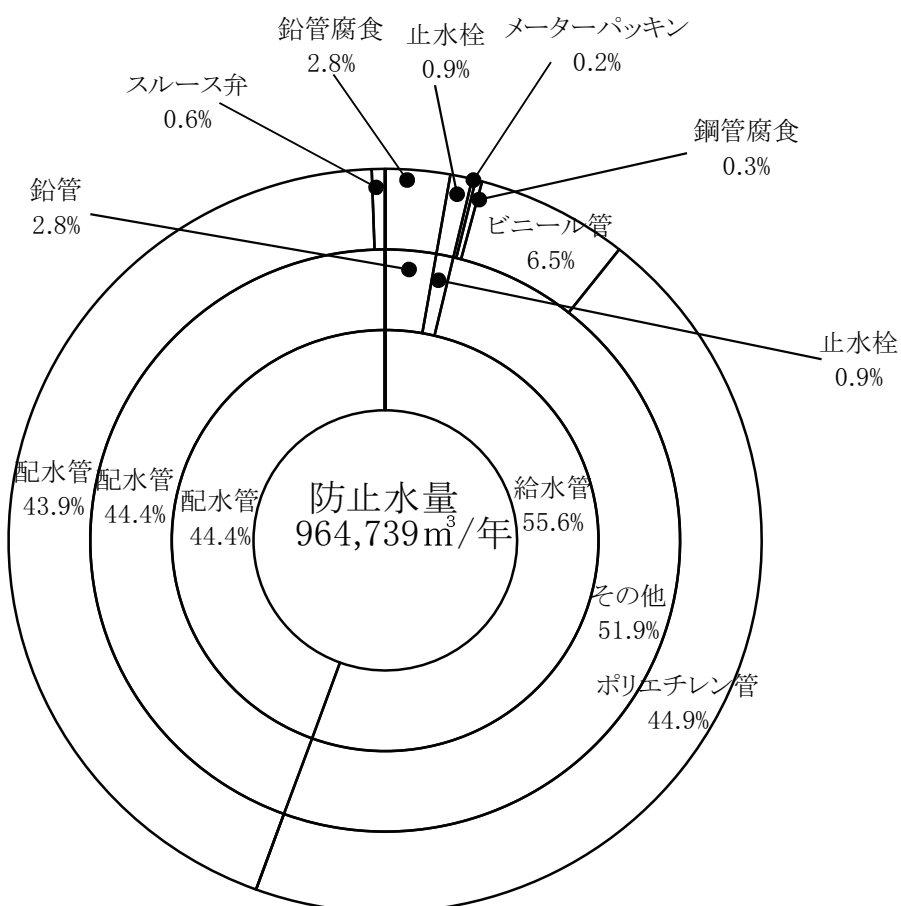 鉛管腐食
2.8%
止水栓
0.9%
メーターパッキン
0.2%
スルース弁
0.6%
鋼管腐食
0.3%
鉛管
2.8%
ビニール管
6.5%
止水栓
0.9%
配水管
43.9%
配水管
44.4%
配水管
44.4%
防止水量
964,739㎥/年
給水管
55.6%
その他
51.9%
ポリエチレン管
44.9%